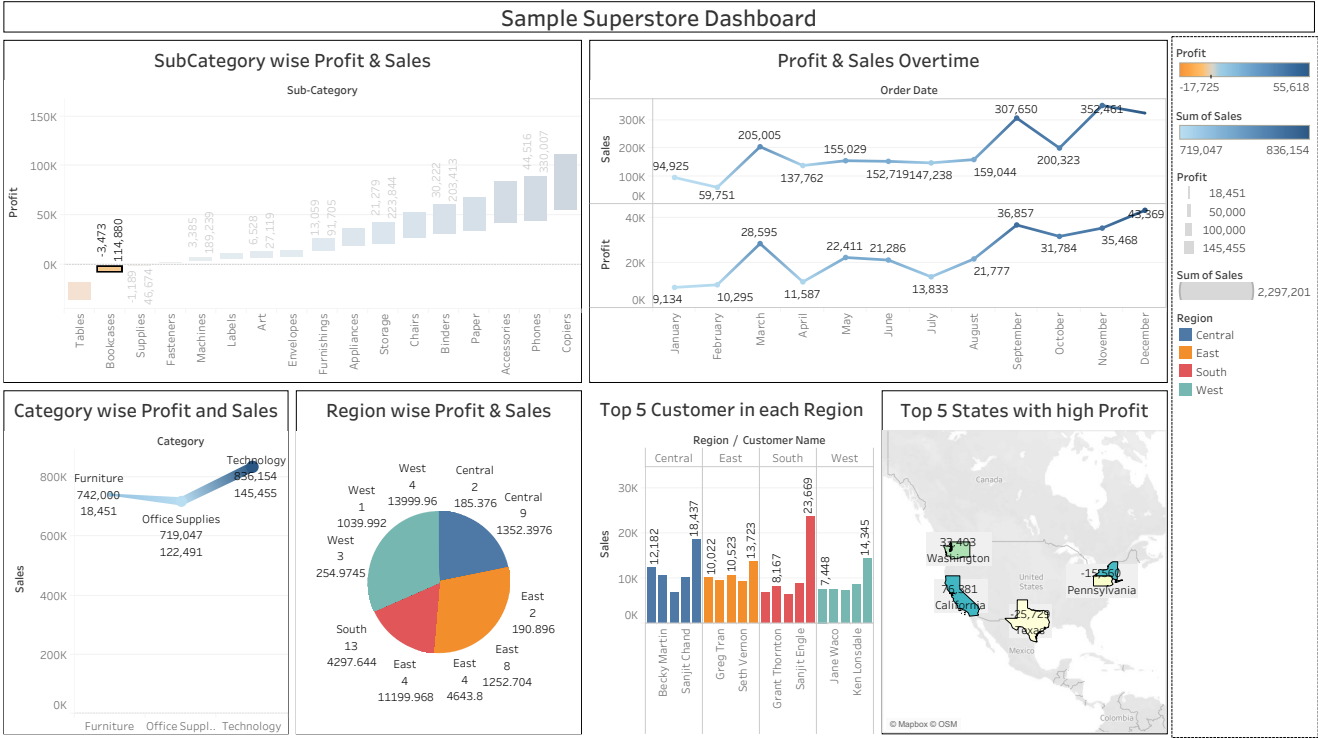 Sample Superstore Dashboard
SubCategory wise Profit & Sales
Sub-Category
Profit
150K
100K
50K
0K
-3,473
114,880
-1,189
46,674
3,385
189,239
6,528
27,119
13,059
91,705
21,279
223,844
30,222
203,413
44,516
330,007
Tables
Bookcases
Supplies
Fasteners
Machines
Labels
Art
Envelopes
Furnishings
Appliances
Storage
Chairs
Binders
Paper
Accessories
Phones
Copiers
Profit & Sales Overtime
Order Date
Sales
300K
200K
100K
0K
94,925
59,751
205,005
137,762
155,029
152,719
147,238
159,044
307,650
200,323
352,461
Profit
40K
20K
0K
9,134
10,295
28,595
11,587
22,411
21,286
13,833
21,777
36,857
31,784
35,468
43,369
January
February
March
April
May
June
July
August
September
October
November
December
Profit
-17,725 55,618
Sum of Sales
719,047 836,154
Profit
18,451
50,000
100,000
145,455
Sum of Sales
2,297,201
Region
Central
East
South
West
Category wise Profit and Sales
Category
Sales
800K
600K
400K
200K
0K
Furniture
742,000
18,451
Office Supplies
719,047
122,491
Technology
836,154
145,455
Furniture Office Suppl.. Technology
Region wise Profit & Sales
West
4
13999.96
Central
2
185.376
Central
9
1352.3976
West
1
1039.992
West
3
254.9745
East
2
190.896
South
13
4297.644
East
8
1252.704
East
4
11199.968
East
4
4643.8
Top 5 Customer in each Region
Region / Customer Name
Central East South West
Sales
30K
20K
10K
0K
12,182
18,437
10,022
10,523
13,723
8,167
23,669
7,448
14,345
Becky Martin
Sanjit Chand
Greg Tran
Seth Vernon
Grant Thornton
Sanjit Engle
Jane Waco
Ken Lonsdale
Top 5 States with high Profit
Canada
33,403
Washington
76,381
California
United
States
-15,560
Pennsylvania
-25,729
Texas
Mexico
Colombia
© Mapbox © OSM